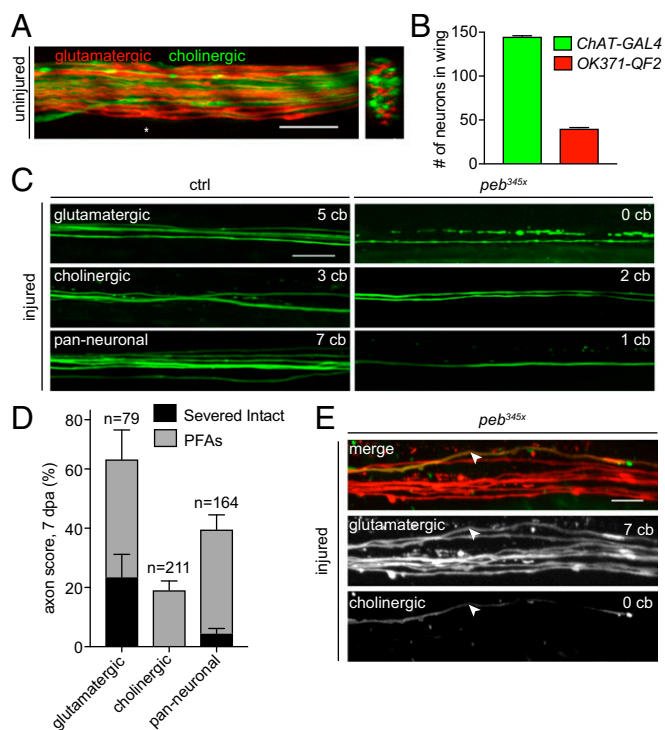 A
glutamatergic cholinergic
uninjured
*
B
# of neurons in wing
150
100
50
0
ChAT-GAL4
OK371-QF2
C
ctrl
peb345x
injured
glutamatergic
5 cb
0 cb
cholinergic
3 cb
2 cb
pan-neuronal
7 cb
1 cb
D
axon score, 7 dpa (%)
80
60
40
20
0
n=79
n=211
n=164
Severed Intact
PFAs
glutamatergic
cholinergic
pan-neuronal
E
peb345x
injured
merge
glutamatergic
7 cb
cholinergic
0 cb